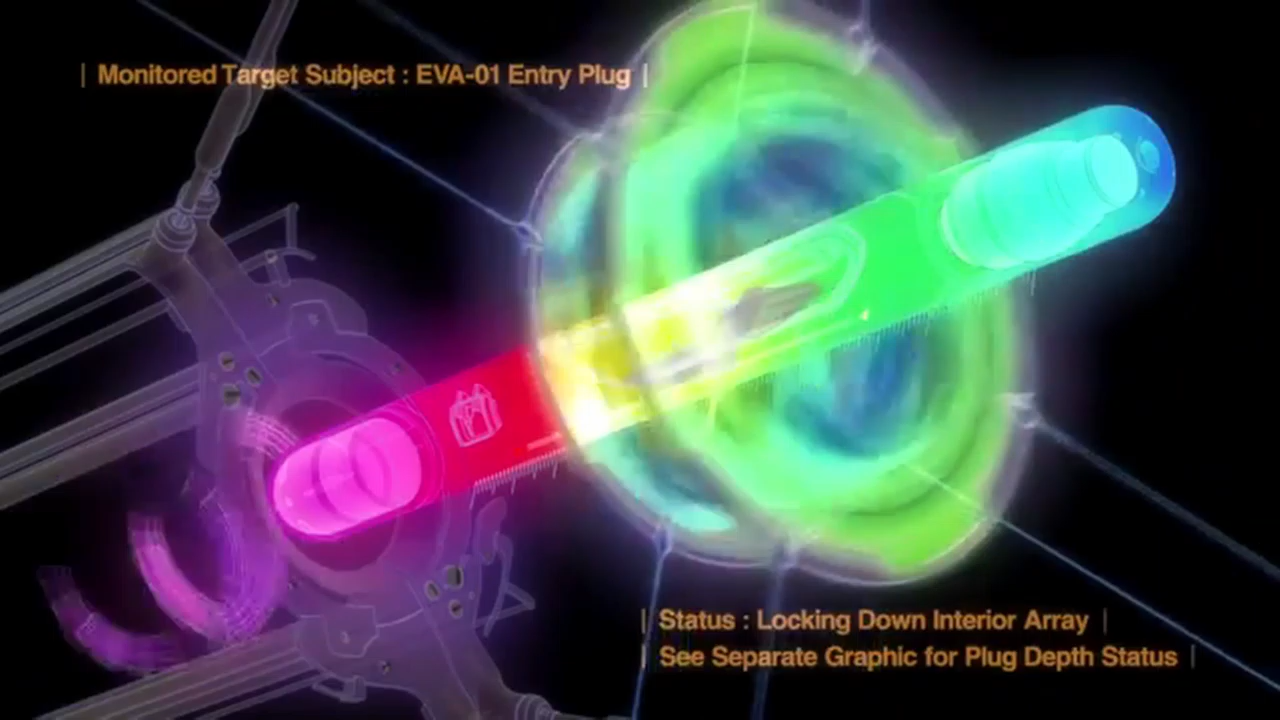 Monitored Target Subject : EVA-01 Entry Plug
Status : Locking Down Interior Array
See Separate Graphic for Plug Depth Status